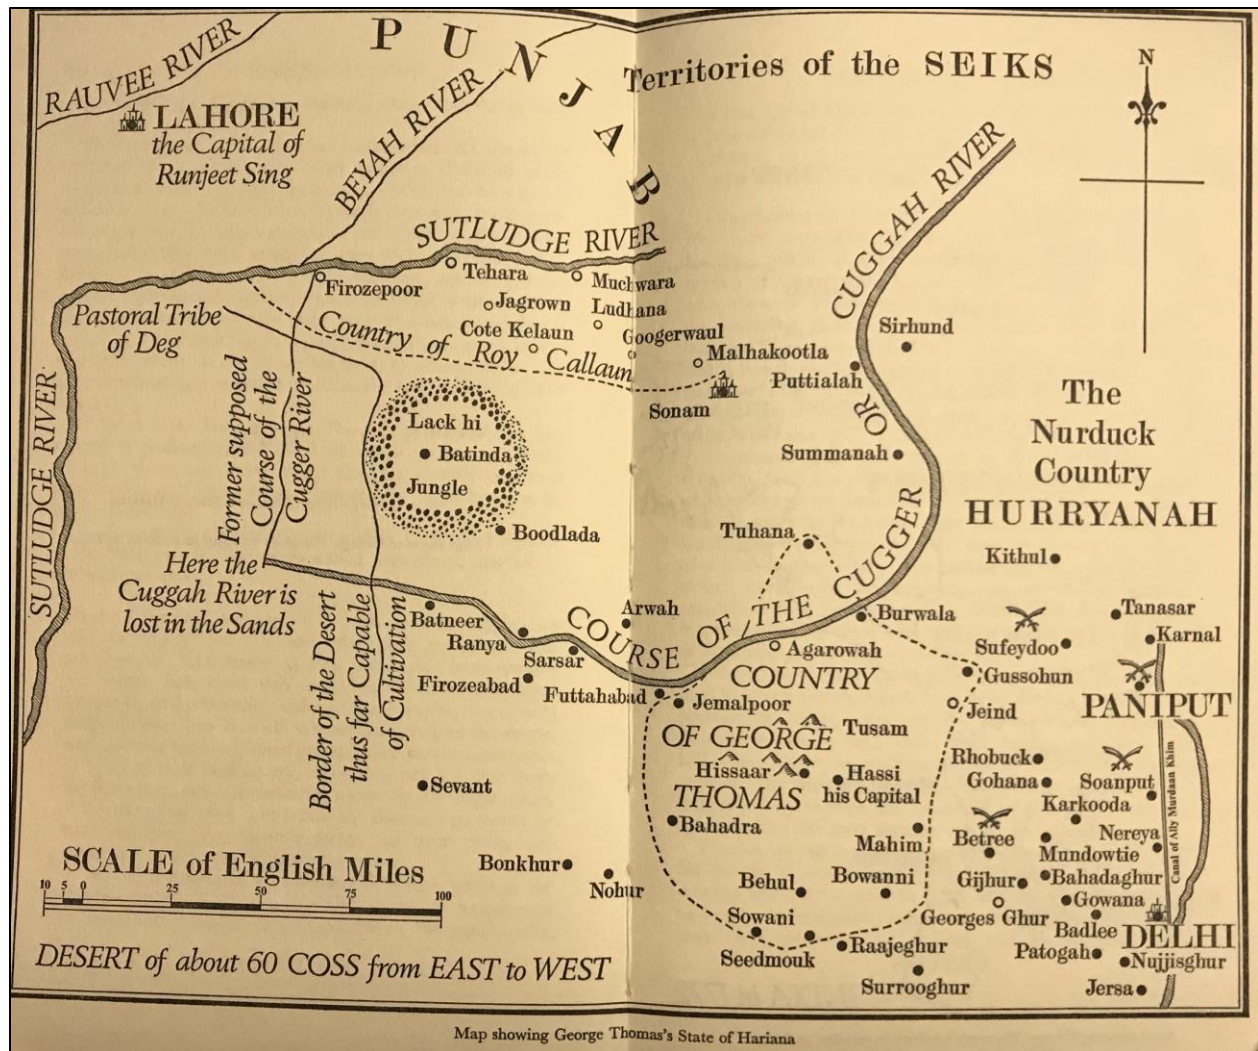 PUNJAB
Territories of the SEIKS
N
RAUVEE RIVER
LAHORE
the Capital of
Runjeet Sing
BEYAH RIVER
SUTLUDGE RIVER
CUGGAH RIVER
OR
Tehara
Muchwara
Firozepoor
Jagrown
Ludhana
Pastoral Tribe
of Deg
Country of Roy Callaun
Cote Kelaun
Googerwaul
Malhakootla
Sirhund
Puttialah
Sonam
SUTLUDGE RIVER
Former supposed
Course of the
Cugger River
Lack hi
Batinda
Jungle
Boodlada
Summanah
The
Nurduck
Country
HURRYANAH
Tuhana
Kithul
Here the
Cuggah River is
lost in the Sands
COURSE OF THE CUGGER
Batneer
Ranya
Arwah
Burwala
Tanasar
Karnal
Sufeydoo
Sarsar
Agarowah
Firozeabad
Futtahabad
Jemalpoor
Gussohun
Jeind
PANIPUT
Border of the Desert
thus far Capable
of Cultivation
COUNTRY
OF GEORGE
THOMAS
Tusam
Hissaar
Hassi
his Capital
Rhobuck
Gohana
Soanput
Karkooda
Sevant
Bahadra
Mahim
Betree
Nereya
Mundowtie
Canal of Ally Murdaan Khim
SCALE of English Miles
10 5 0 25 50 75 100
Bonkhur
Nohur
Behul
Bowanni
Gijhur
Bahadaghur
Gowana
Georges Ghur
Badlee
DELHI
Sowani
Seedmouk
Raajeghur
Patogah
Nujjisghur
Surrooghur
Jersa
DESERT of about 60 COSS from EAST to WEST
Map showing George Thomas's State of Hariana